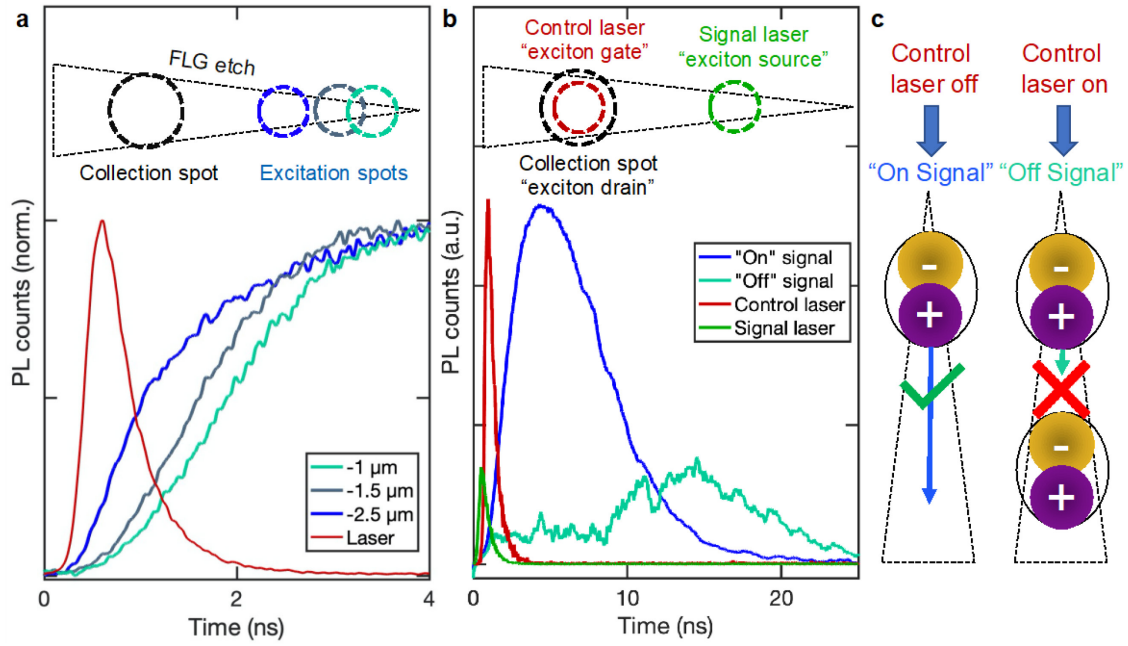 a
FLG etch
Collection spot
Excitation spots
PL counts (norm.)
-1 µm
-1.5 µm
-2.5 µm
Laser
0
2
4
Time (ns)
b
Control laser
“exciton gate”
Signal laser
“exciton source”
Collection spot
“exciton drain”
PL counts (a.u.)
"On" signal
"Off" signal
Control laser
Signal laser
0
10
20
Time (ns)
c
Control
laser off
Control
laser on
“On Signal”
“Off Signal”
-
+
-
+
-
+